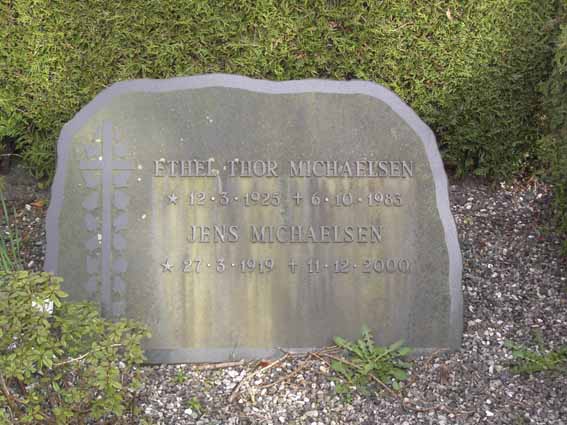 ETHEL THOR MICHAELSEN
★ 12·3·1925 ✝ 6·10·1983
JENS MICHAELSEN
★ 27·3·1919 ✝ 11·12·2000